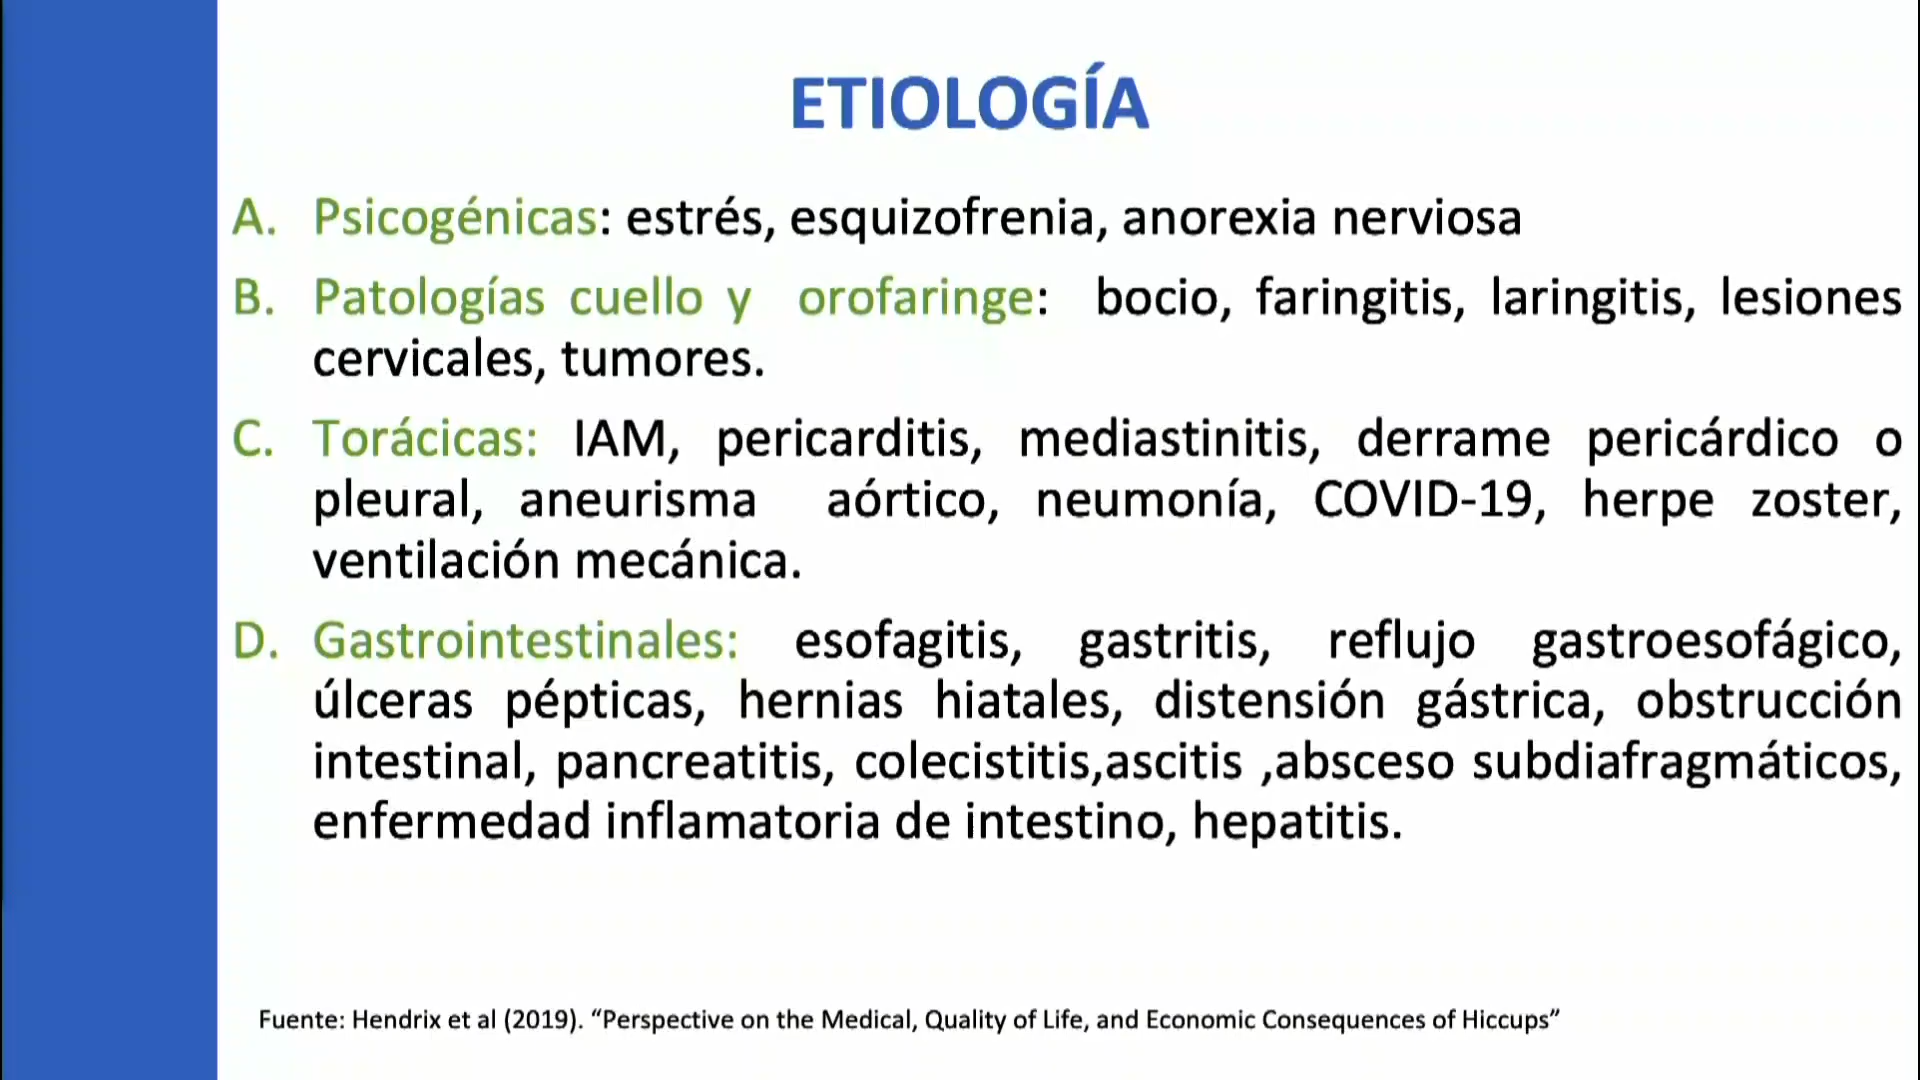 ETIOLOGÍA
A. Psicogénicas: estrés, esquizofrenia, anorexia nerviosa
B. Patologías cuello y orofaringe: bocio, faringitis, laringitis, lesiones
cervicales, tumores.
C. Torácicas: IAM, pericarditis, mediastinitis, derrame pericárdico o
pleural, aneurisma aórtico, neumonía, COVID-19, herpe zoster,
ventilación mecánica.
D. Gastrointestinales: esofagitis, gastritis, reflujo gastroesofágico,
úlceras pépticas, hernias hiatales, distensión gástrica, obstrucción
intestinal, pancreatitis, colecistitis,ascitis ,absceso subdiafragmáticos,
enfermedad inflamatoria de intestino, hepatitis.
Fuente: Hendrix et al (2019). “Perspective on the Medical, Quality of Life, and Economic Consequences of Hiccups”